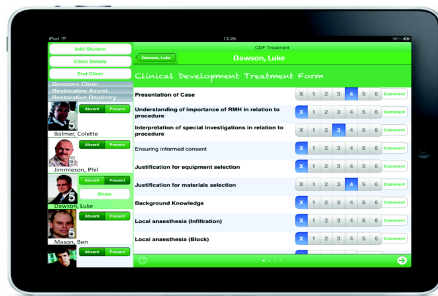 iPad
13:26
90%
Add Student
Clinic Details
End Clinic
Dressers Clinic
Restorative Assist
Restorative Dentistry
Absent Present
Balmer, Colette
Absent Present
Jimmieson, Phil
Absent Present
Show
Dawson, Luke
Absent Present
Mason, Ben
Absent Present
CDF Treatment
Dawson, Luke
Dawson, Luke
Clinical Development Treatment Form
Presentation of Case X 1 2 3 4 5 6 Comment
Understanding of Importance of RMH in relation to
procedure X 1 2 3 4 5 6 Comment
Interpretation of special investigations in relation to
procedure X 1 2 3 4 5 6 Comment
Ensuring informed consent X 1 2 3 4 5 6 Comment
Justification for equipment selection X 1 2 3 4 5 6 Comment
Justification for materials selection X 1 2 3 4 5 6 Comment
Background Knowledge X 1 2 3 4 5 6 Comment
Local anaesthesia (Infiltration) X 1 2 3 4 5 6 Comment
Local anaesthesia (Block) X 1 2 3 4 5 6 Comment